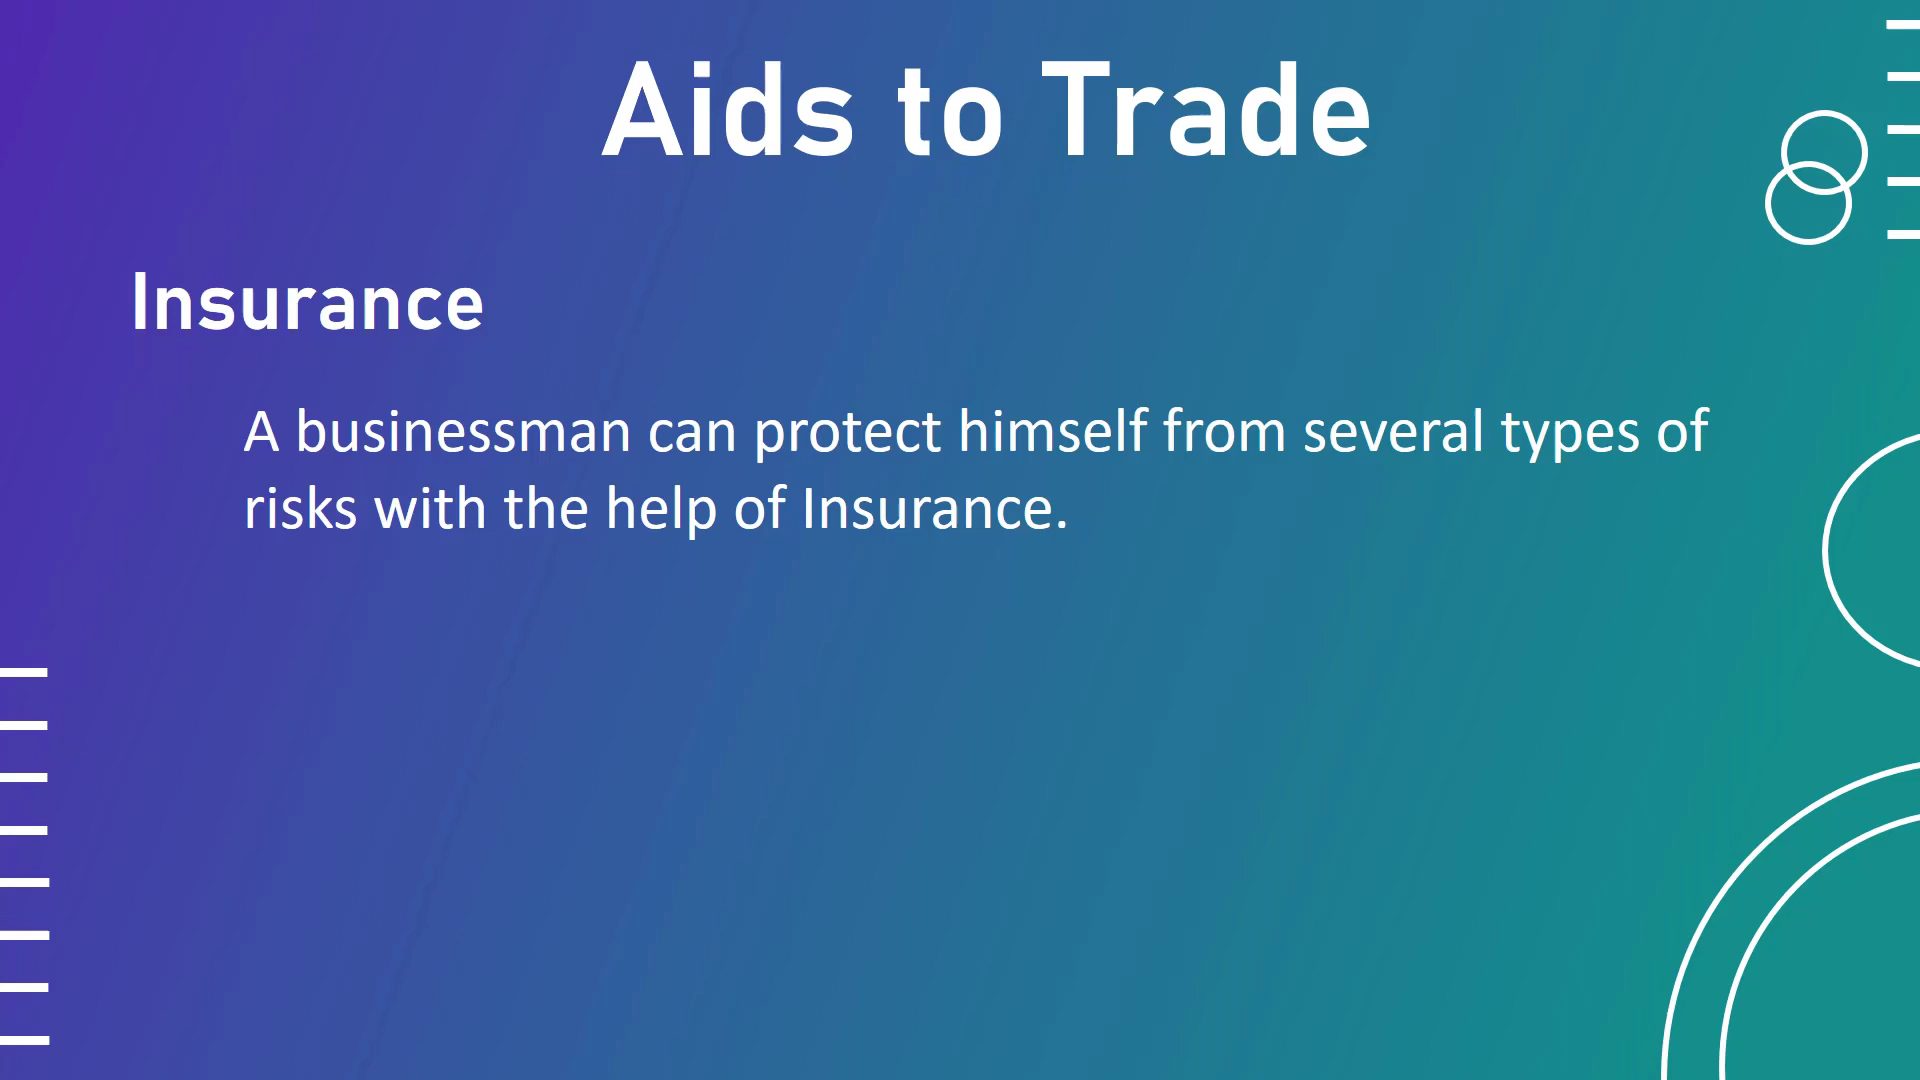 Aids to Trade
Insurance
A businessman can protect himself from several types of
risks with the help of Insurance.